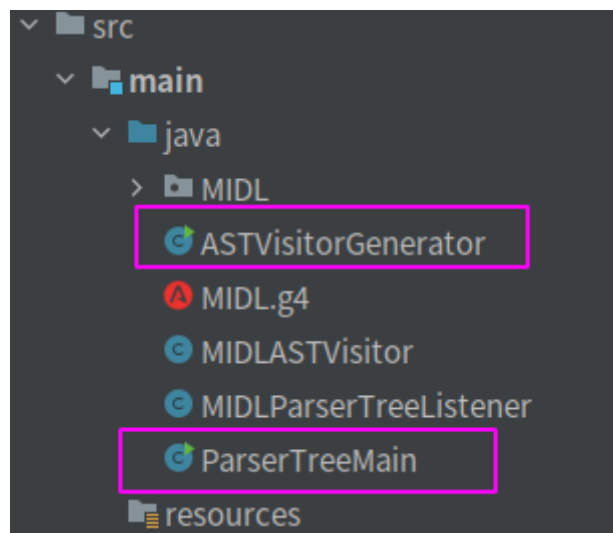 src
main
java
MIDL
ASTVisitorGenerator
MIDL.g4
MIDLASTVisitor
MIDLParserTreeListener
ParserTreeMain
resources